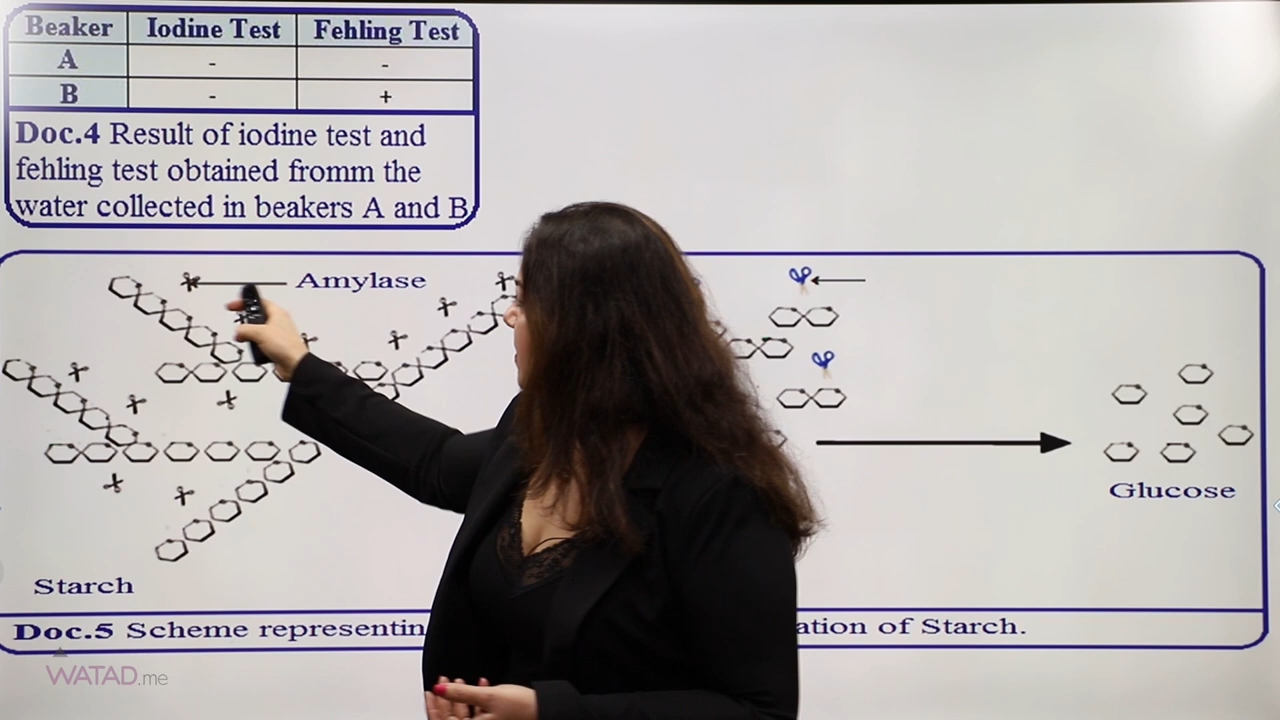 Beaker Iodine Test Fehling Test
A - -
B - +
Doc.4 Result of iodine test and
fehling test obtained fromm the
water collected in beakers A and B
Amylase
Glucose
Starch
Doc.5 Scheme representin ation of Starch.
WATAD.me